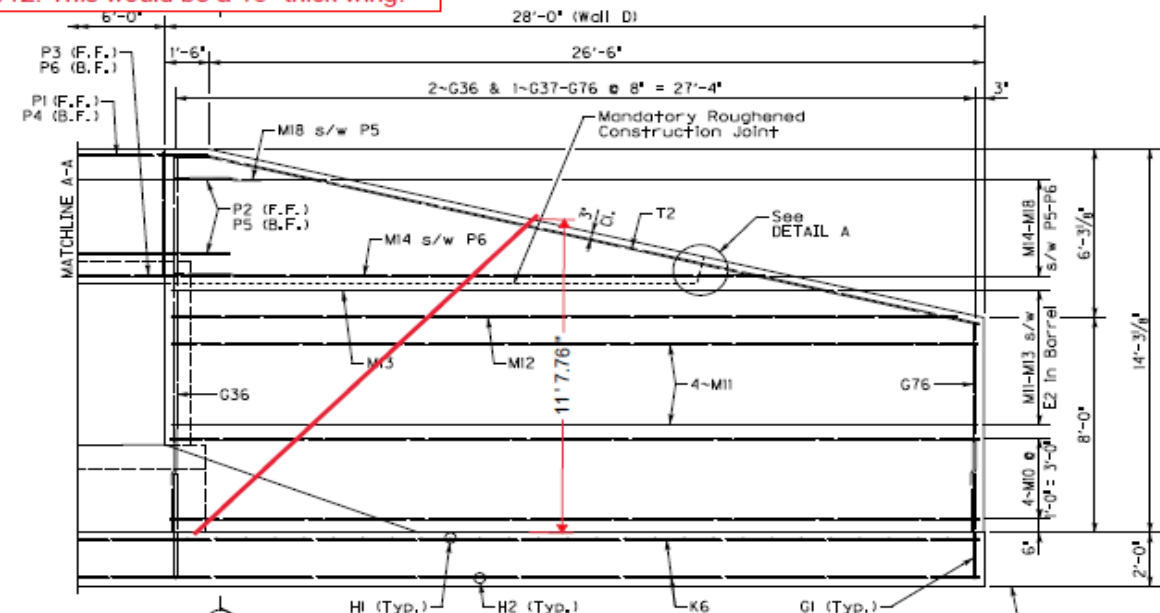 6'-0"
28'-0" (Wall D)
P3 (F.F.)
P6 (B.F.)
1'-6"
26'-6"
P1 (F.F.)
P4 (B.F.)
2~G36 & 1~G37-G76 @ 8" = 27'-4"
3"
M18 s/w P5
Mandatory Roughened
Construction Joint
MATCHLINE A-A
P2 (F.F.)
P5 (B.F.)
3"
CL.
T2
See
DETAIL A
M14-M18
s/w P5-P6
6'-3⅛"
M14 s/w P6
M13
M12
4~M11
11' 7.76"
G36
G76
M11-M13 s/w
E2 in Barrel
8'-0"
14'-3⅛"
4~M10 @
1'-0" = 3'-0"
6"
2'-0"
H1 (Typ.)
H2 (Typ.)
K6
G1 (Typ.)